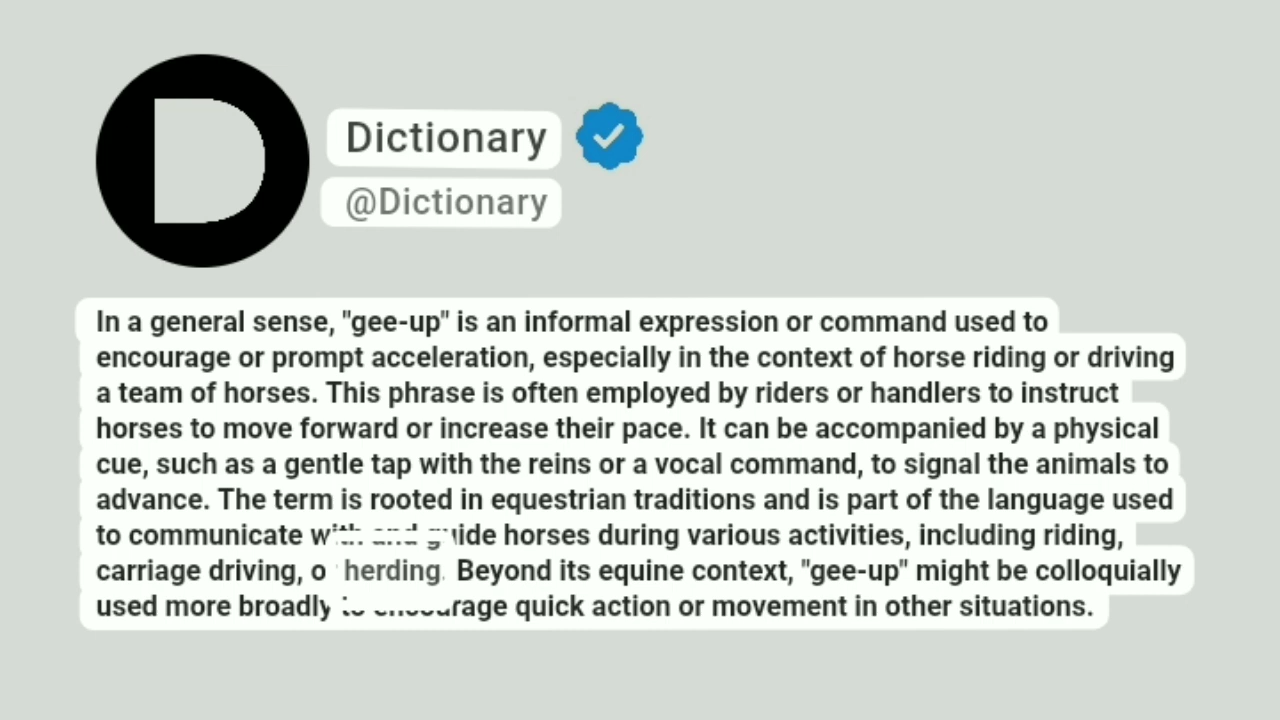 D
Dictionary
@Dictionary
In a general sense, "gee-up" is an informal expression or command used to
encourage or prompt acceleration, especially in the context of horse riding or driving
a team of horses. This phrase is often employed by riders or handlers to instruct
horses to move forward or increase their pace. It can be accompanied by a physical
cue, such as a gentle tap with the reins or a vocal command, to signal the animals to
advance. The term is rooted in equestrian traditions and is part of the language used
to communicate with and guide horses during various activities, including riding,
carriage driving, o herding. Beyond its equine context, "gee-up" might be colloquially
used more broadly to encourage quick action or movement in other situations.